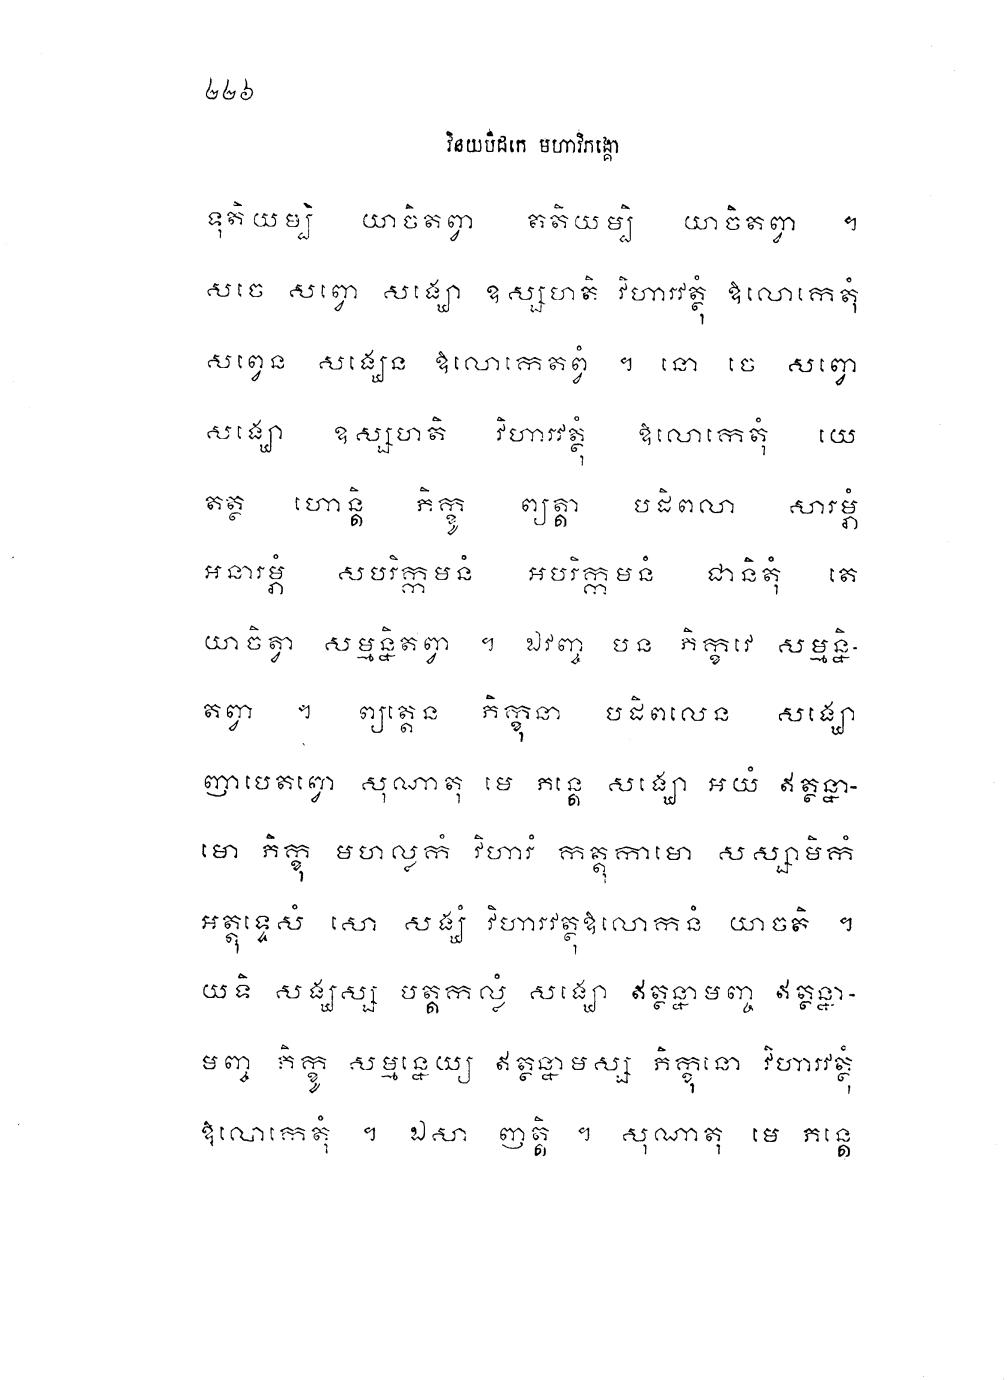 ២២៦
វិនយបិដកេ មហាវិភង្គោ
ទុតិយម្បិ យាចិតព្វា តតិយម្បិ យាចិតព្វា ។
សចេ សព្វោ សង្ឃោ ឧស្សហតិ វិហារវត្ថុំ ឱលោកេតុំ
សព្វេន សង្ឃេន ឱលោកេតព្វំ ។ នោ ចេ សព្វោ
សង្ឃោ ឧស្សហតិ វិហារវត្ថុំ ឱលោកេតុំ យេ
តត្ថ ហោន្តិ ភិក្ខូ ព្យត្តា បដិពលា សារម្ភំ
អនារម្ភំ សបរិក្កមនំ អបរិក្កមនំ ជានិតុំ តេ
យាចិត្វា សម្មន្និតព្វា ។ ឯវញ្ច បន ភិក្ខវេ សម្មន្និ-
តព្វា ។ ព្យត្តេន ភិក្ខុនា បដិពលេន សង្ឃោ
ញាបេតព្វោ សុណាតុ មេ ភន្តេ សង្ឃោ អយំ ឥត្ថន្នា-
មោ ភិក្ខុ មហល្លកំ វិហារំ កត្តុកាមោ សស្សាមិកំ
អត្តុទ្ទេសំ សោ សង្ឃំ វិហារវត្ថុឱលោកនំ យាចតិ ។
យទិ សង្ឃស្ស បត្តកល្លំ សង្ឃោ ឥត្ថន្នាមញ្ច ឥត្ថន្នា-
មញ្ច ភិក្ខូ សម្មន្នេយ្យ ឥត្ថន្នាមស្ស ភិក្ខុនោ វិហារវត្ថុំ
ឱលោកេតុំ ។ ឯសា ញត្តិ ។ សុណាតុ មេ ភន្តេ